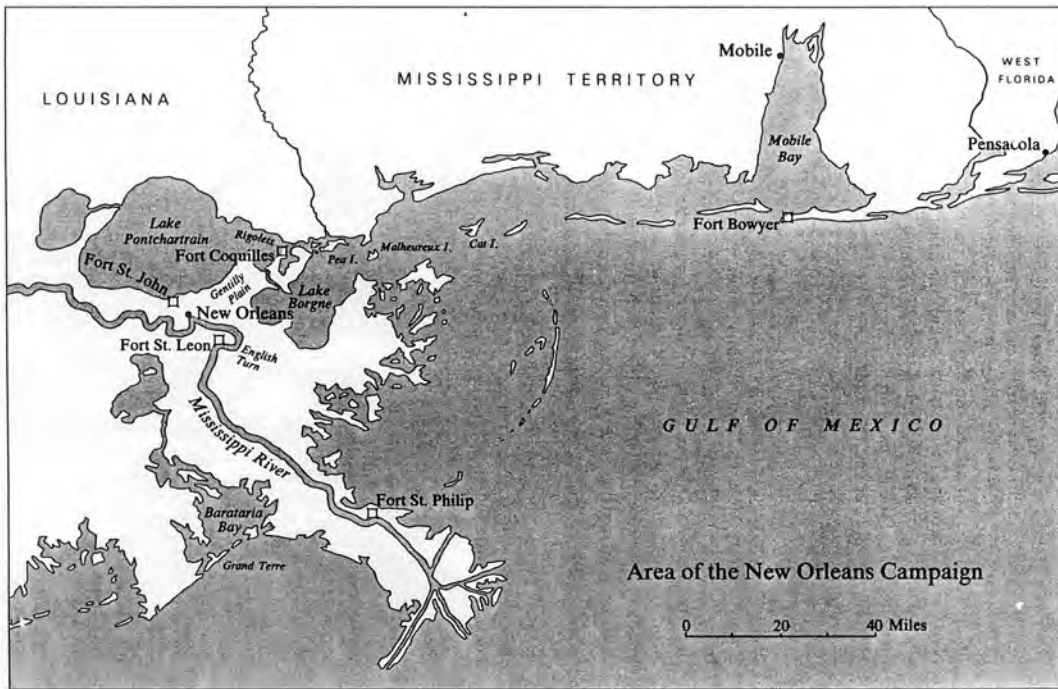 LOUISIANA
MISSISSIPPI TERRITORY
Mobile
WEST
FLORIDA
Mobile
Bay
Pensacola
Fort Bowyer
Lake
Pontchartrain
Rigolets
Fort Coquilles
Pea I.
Malheureux I.
Cat I.
Fort St. John
Gentilly
Plain
Lake
Borgne
New Orleans
Fort St. Leon
English
Turn
Mississippi River
GULF OF MEXICO
Fort St. Philip
Barataria
Bay
Grand Terre
Area of the New Orleans Campaign
0 10 20 40 Miles